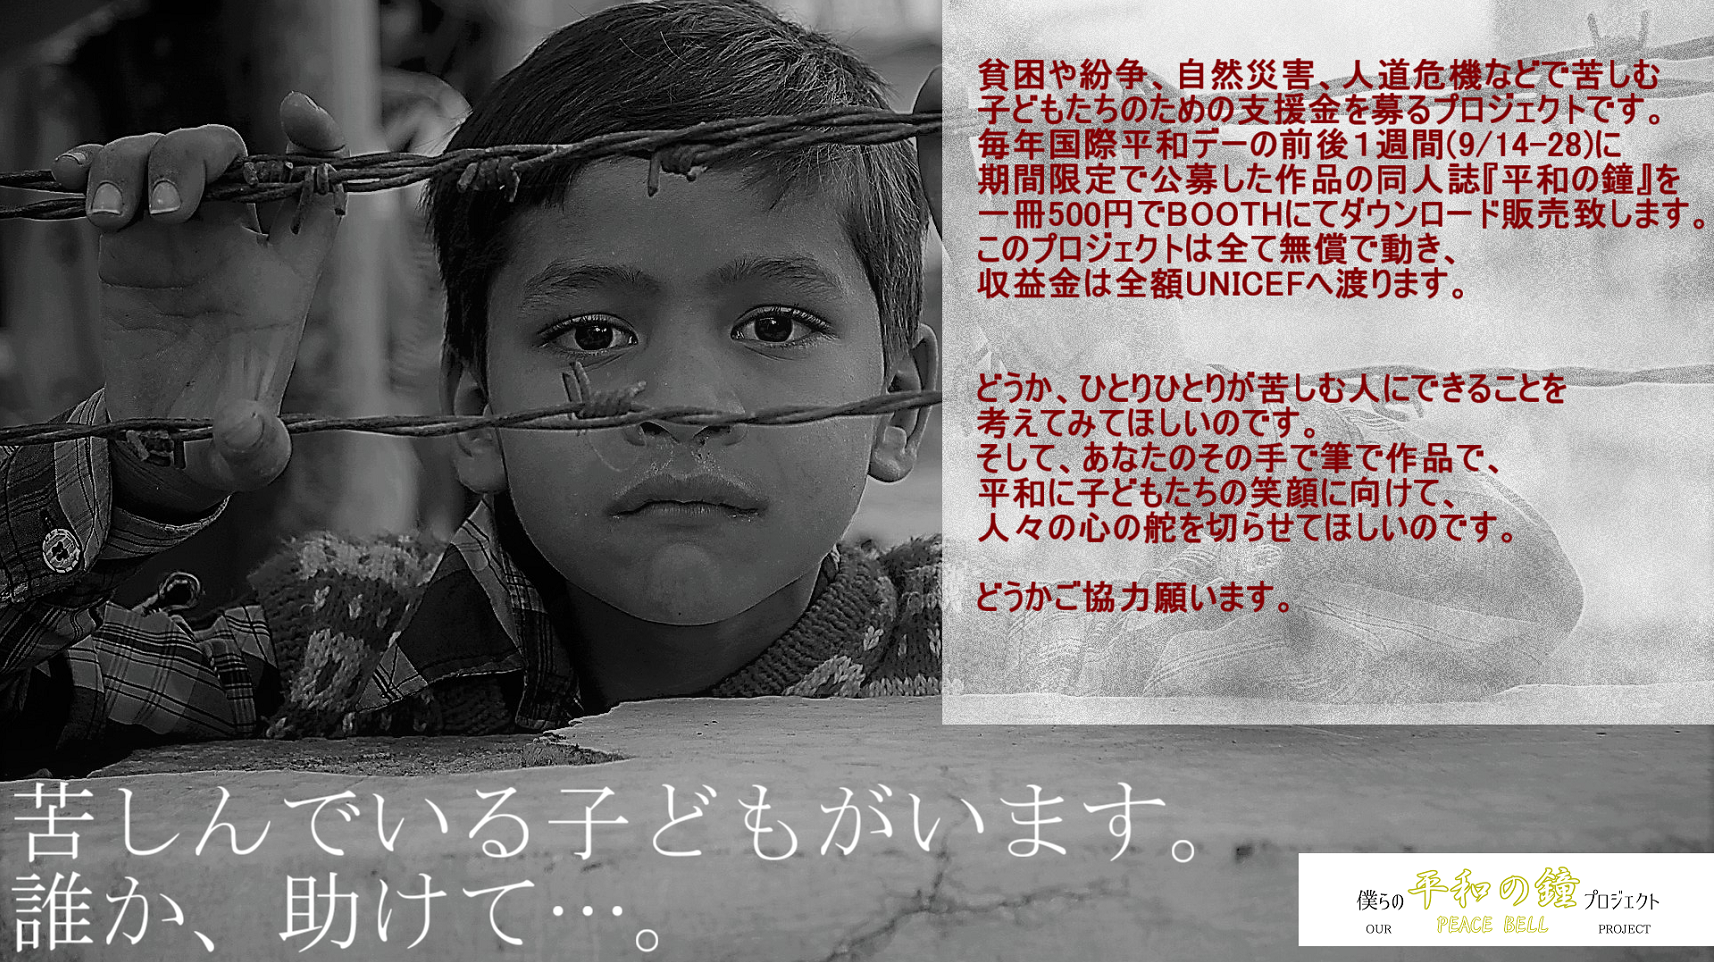 貧困や紛争、自然災害、人道危機などで苦しむ
子どもたちのための支援金を募るプロジェクトです。
毎年国際平和デーの前後１週間(9/14-28)に
期間限定で公募した作品の同人誌『平和の鐘』を
一冊500円でBOOTHにてダウンロード販売致します。
このプロジェクトは全て無償で動き、
収益金は全額UNICEFへ渡ります。
どうか、ひとりひとりが苦しむ人にできることを
考えてみてほしいのです。
そして、あなたのその手で筆で作品で、
平和に子どもたちの笑顔に向けて、
人々の心の舵を切らせてほしいのです。
どうかご協力願います。
苦しんでいる子どもがいます。
誰か、助けて…。
僕らの平和の鐘プロジェクト
OUR PEACE BELL PROJECT